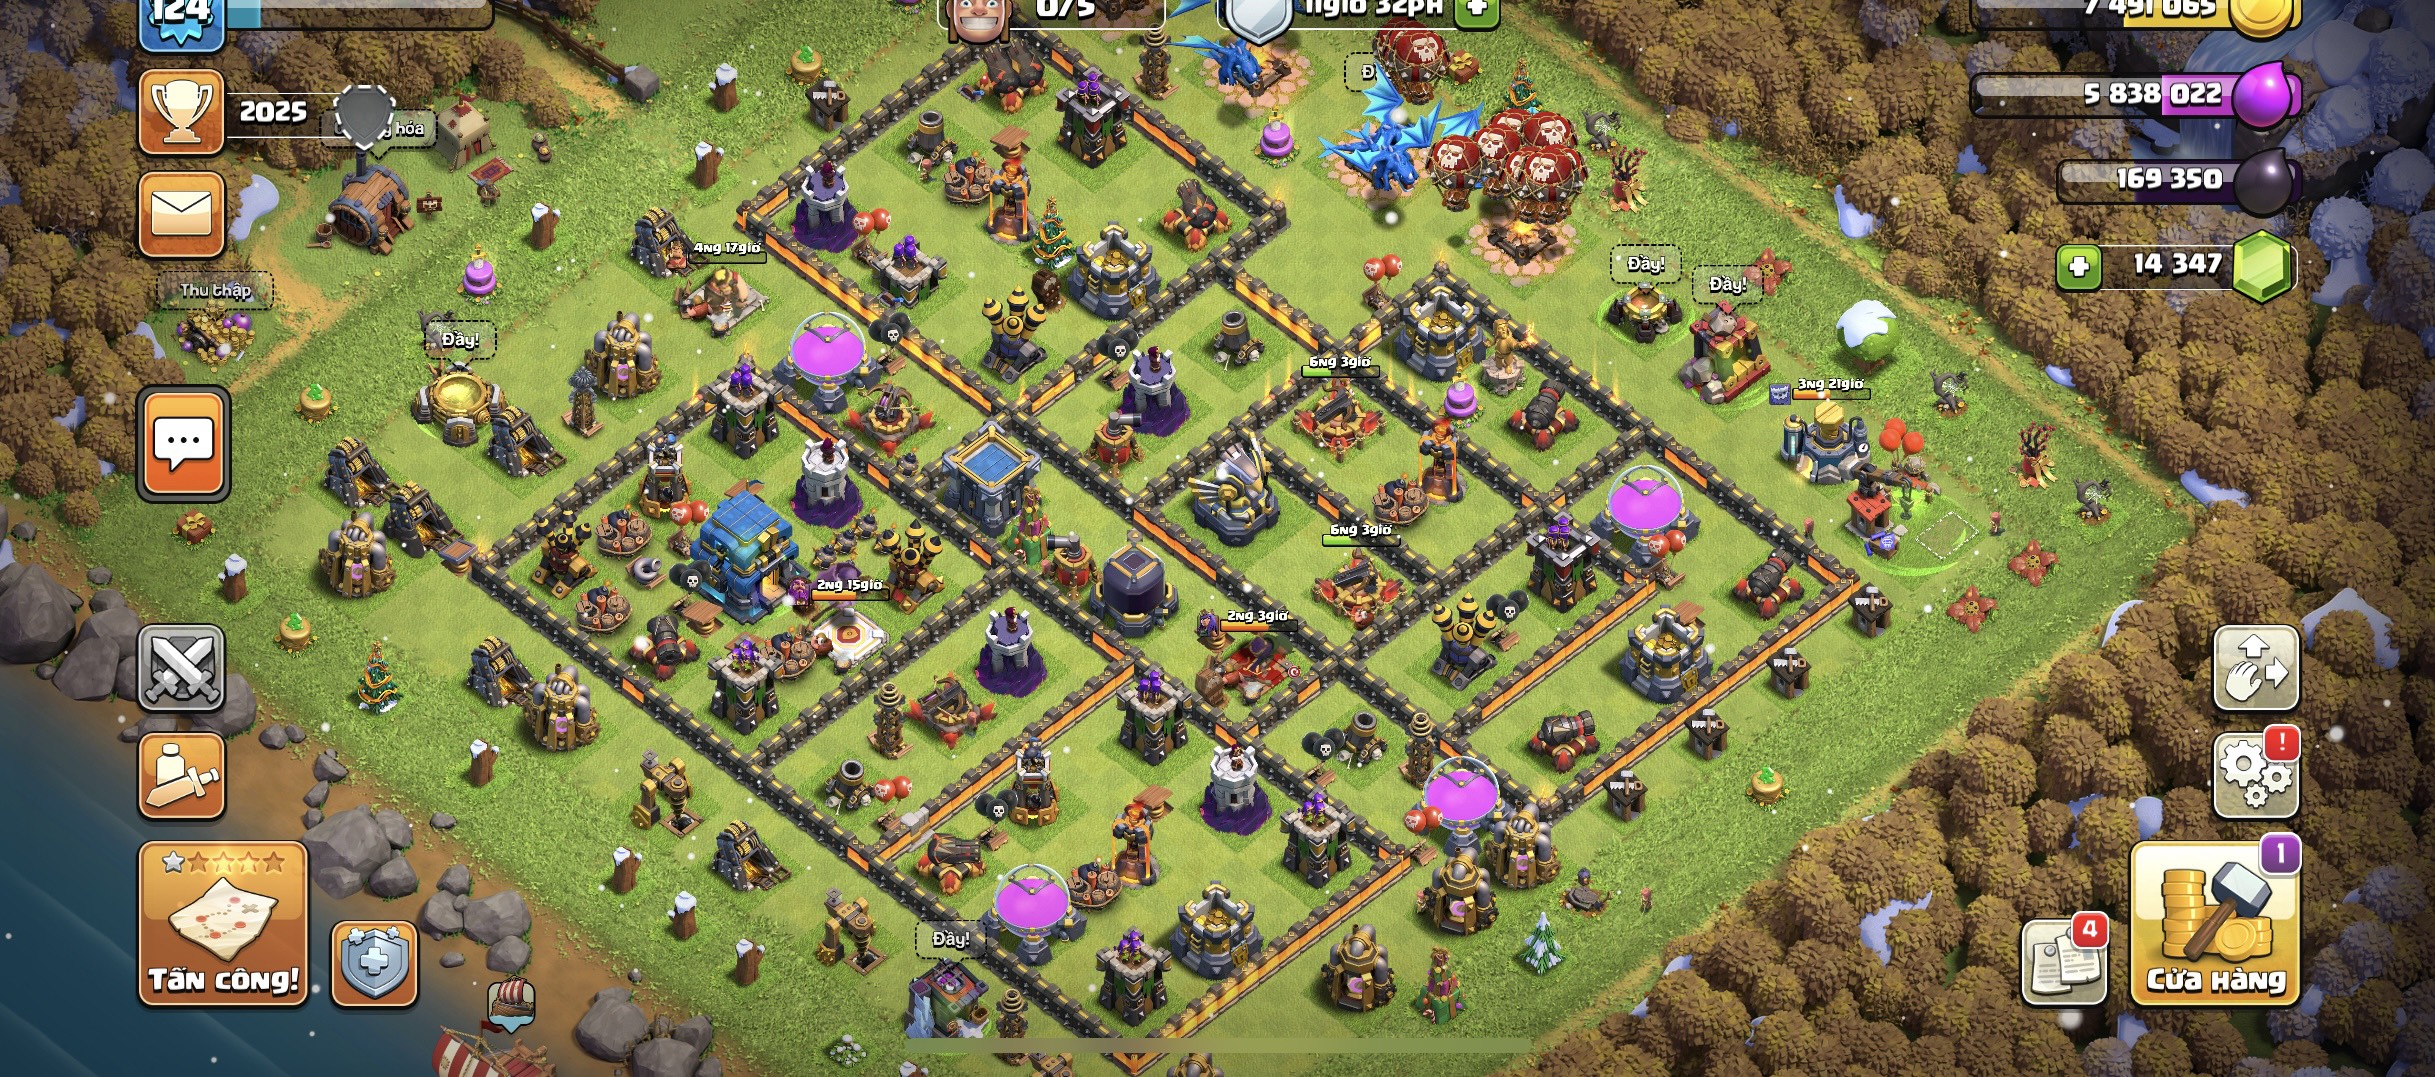 124
0/5
11giờ 32ph
7 491 065
2025
5 838 022
169 350
14 347
4ng 17giờ
Thu thập
Đầy!
Đầy!
Đầy!
6ng 3giờ
3ng 21giờ
6ng 3giờ
2ng 15giờ
2ng 3giờ
!
1
4
Đầy!
Tấn công!
Cửa hàng